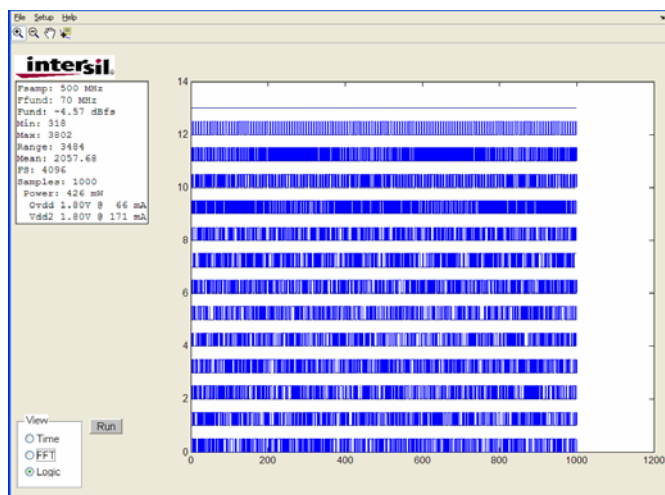 File Setup Help
intersil
Fsamp: 500 MHz
Ffund: 70 MHz
Fund: -4.57 dBfs
Min: 318
Max: 3802
Range: 3484
Mean: 2057.68
FS: 4096
Samples: 1000
Power: 426 mW
Ovdd 1.80V @ 66 mA
Vdd2 1.80V @ 171 mA
14
12
10
8
6
4
2
0
0 200 400 600 800 1000 1200
View
Time
FFT
Logic
Run